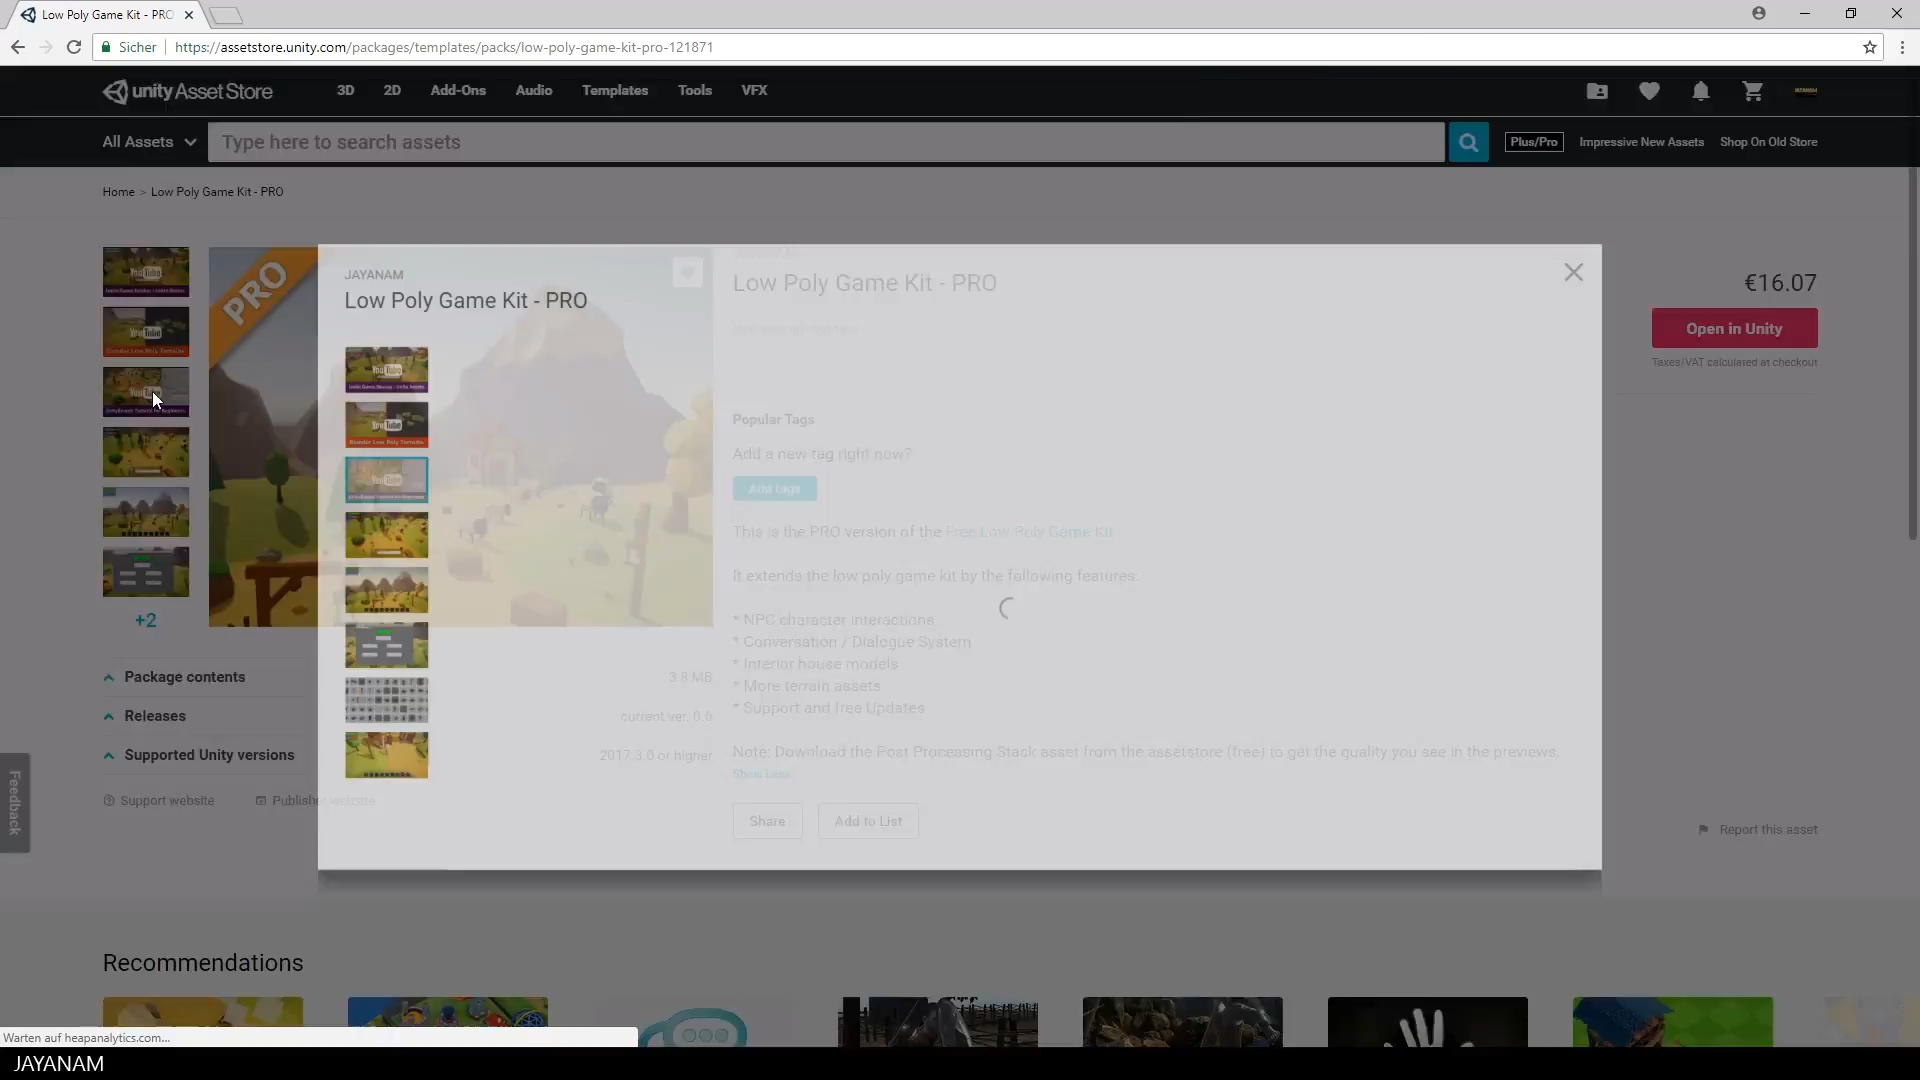 Low Poly Game Kit - PRO
Sicher
https://assetstore.unity.com/packages/templates/packs/low-poly-game-kit-pro-121871
unity Asset Store
3D 2D Add-Ons Audio Templates Tools VFX
All Assets
Type here to search assets
Plus/Pro
Impressive New Assets
Shop On Old Store
Home > Low Poly Game Kit - PRO
PRO
+2
JAYANAM
Low Poly Game Kit - PRO
Low Poly Game Kit - PRO
€16.07
Open in Unity
Taxes/VAT calculated at checkout
Popular Tags
Add a new tag right now?
Add tags
This is the PRO version of the Free Low Poly Game Kit
It extends the low poly game kit by the following features:
* NPC character interactions
* Conversation / Dialogue System
* Interior house models
* More terrain assets
* Support and free Updates
Note: Download the Post Processing Stack asset from the assetstore (free) to get the quality you see in the previews.
Show Less
Share
Add to List
Package contents
3.8 MB
Releases
current ver. 0.6
Supported Unity versions
2017.3.0 or higher
Support website
Publisher website
Report this asset
Feedback
Recommendations
Warten auf heapanalytics.com...
JAYANAM